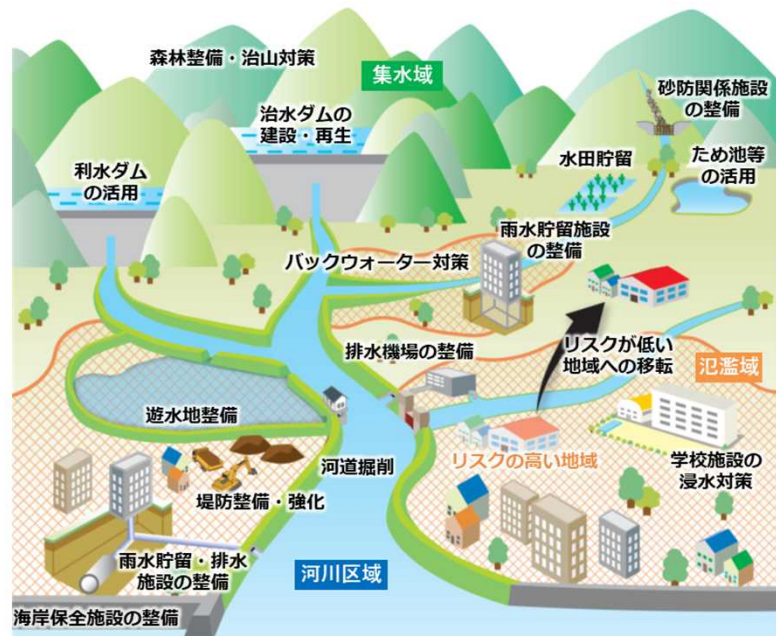 森林整備・治山対策
集水域
砂防関係施設
の整備
治水ダムの
建設・再生
水田貯留
ため池等
の活用
利水ダム
の活用
雨水貯留施設
の整備
バックウォーター対策
排水機場の整備
リスクが低い
地域への移転
氾濫域
遊水地整備
リスクの高い地域
学校施設の
浸水対策
河道掘削
堤防整備・強化
雨水貯留・排水
施設の整備
河川区域
海岸保全施設の整備